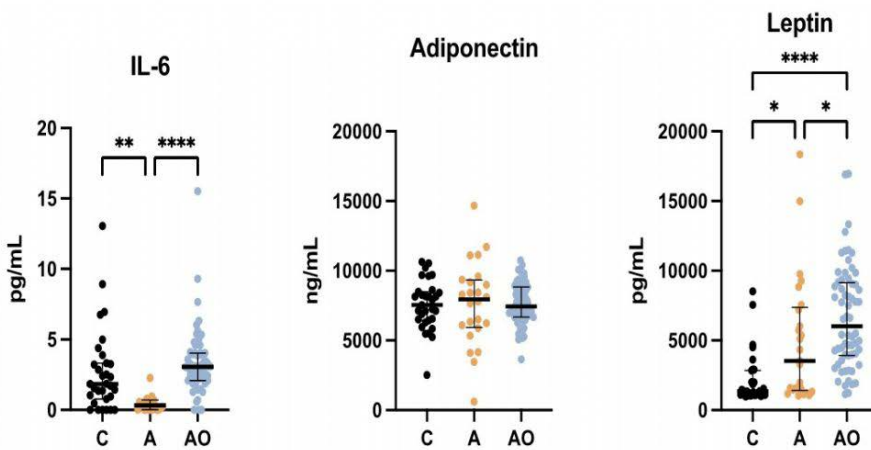 IL-6
** ****
20
15
10
5
0
pg/mL
C A AO
Adiponectin
20000
15000
10000
5000
0
ng/mL
C A AO
Leptin
****
* *
20000
15000
10000
5000
0
pg/mL
C A AO